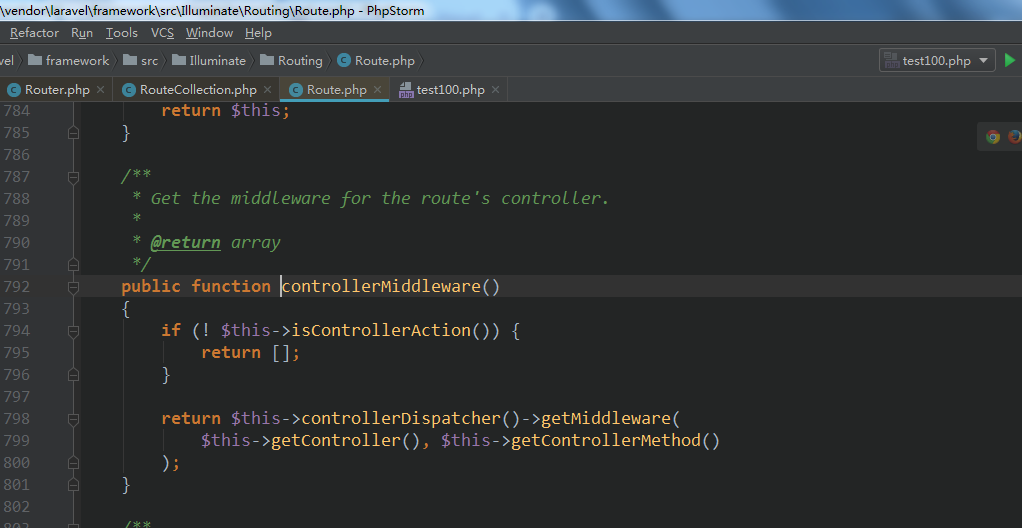 \vendor\laravel\framework\src\Illuminate\Routing\Route.php - PhpStorm
Refactor Run Tools VCS Window Help
vel framework src Illuminate Routing Route.php test100.php
Router.php RouteCollection.php Route.php test100.php
784 return $this;
785 }
786
787 /**
788 * Get the middleware for the route's controller.
789 *
790 * @return array
791 */
792 public function controllerMiddleware()
793 {
794 if (! $this->isControllerAction()) {
795 return [];
796 }
797
798 return $this->controllerDispatcher()->getMiddleware(
799 $this->getController(), $this->getControllerMethod()
800 );
801 }
802
803 /**